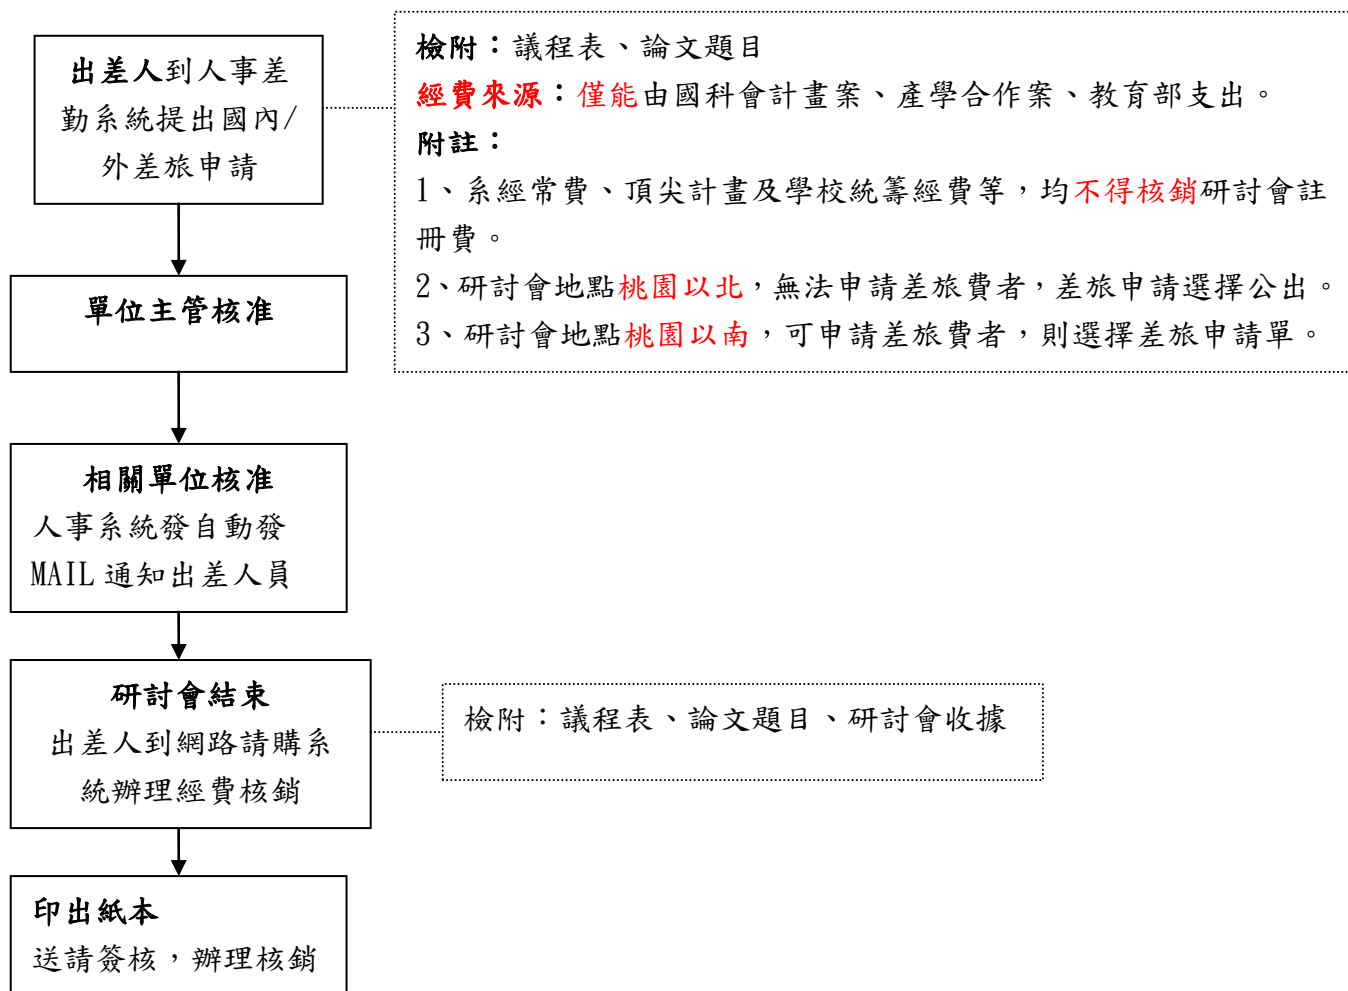 出差人到人事差
勤系統提出國內/
外差旅申請
檢附：議程表、論文題目
經費來源：僅能由國科會計畫案、產學合作案、教育部支出。
附註：
1、系經常費、頂尖計畫及學校統籌經費等，均不得核銷研討會註
冊費。
2、研討會地點桃園以北，無法申請差旅費者，差旅申請選擇公出。
3、研討會地點桃園以南，可申請差旅費者，則選擇差旅申請單。
單位主管核准
相關單位核准
人事系統發自動發
MAIL 通知出差人員
研討會結束
出差人到網路請購系
統辦理經費核銷
檢附：議程表、論文題目、研討會收據
印出紙本
送請簽核，辦理核銷